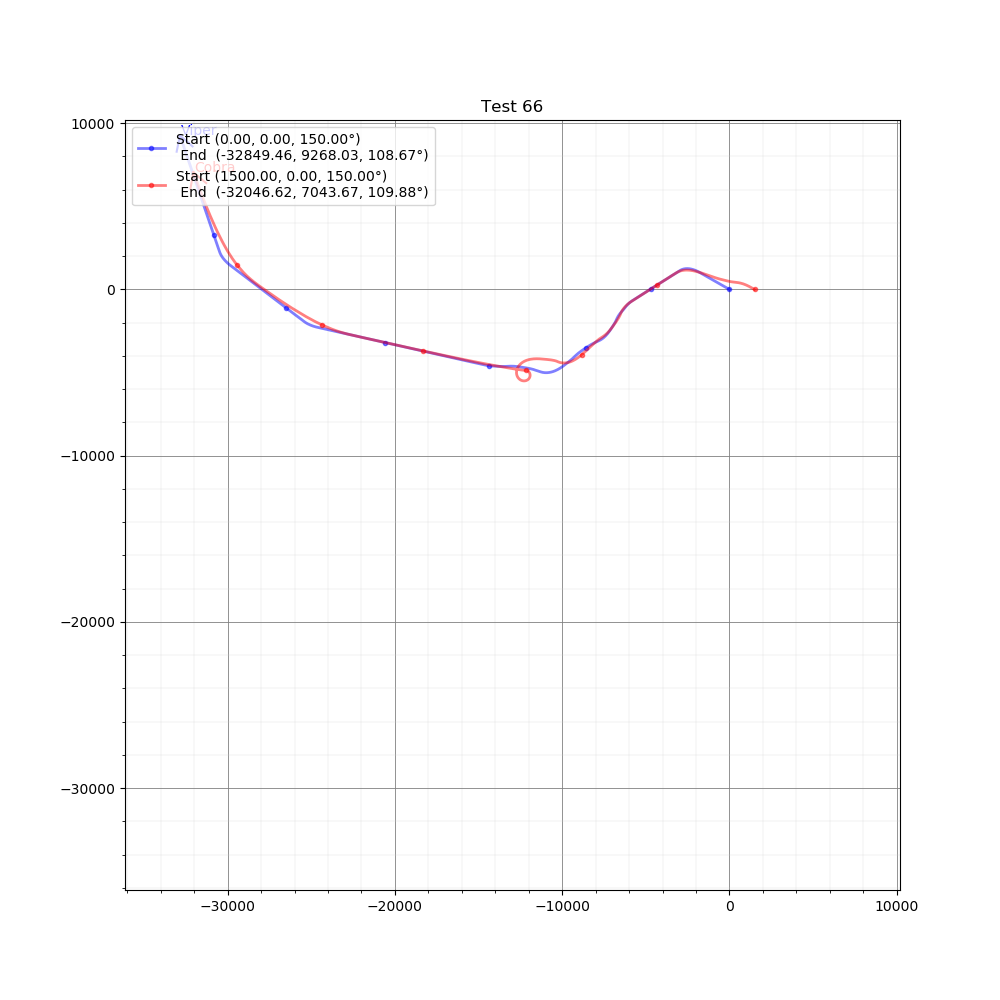 Test 66
Viper
Start (0.00, 0.00, 150.00°)
End (-32849.46, 9268.03, 108.67°)
Cobra
Start (1500.00, 0.00, 150.00°)
End (-32046.62, 7043.67, 109.88°)
10000
0
−10000
−20000
−30000
−30000
−20000
−10000
0
10000